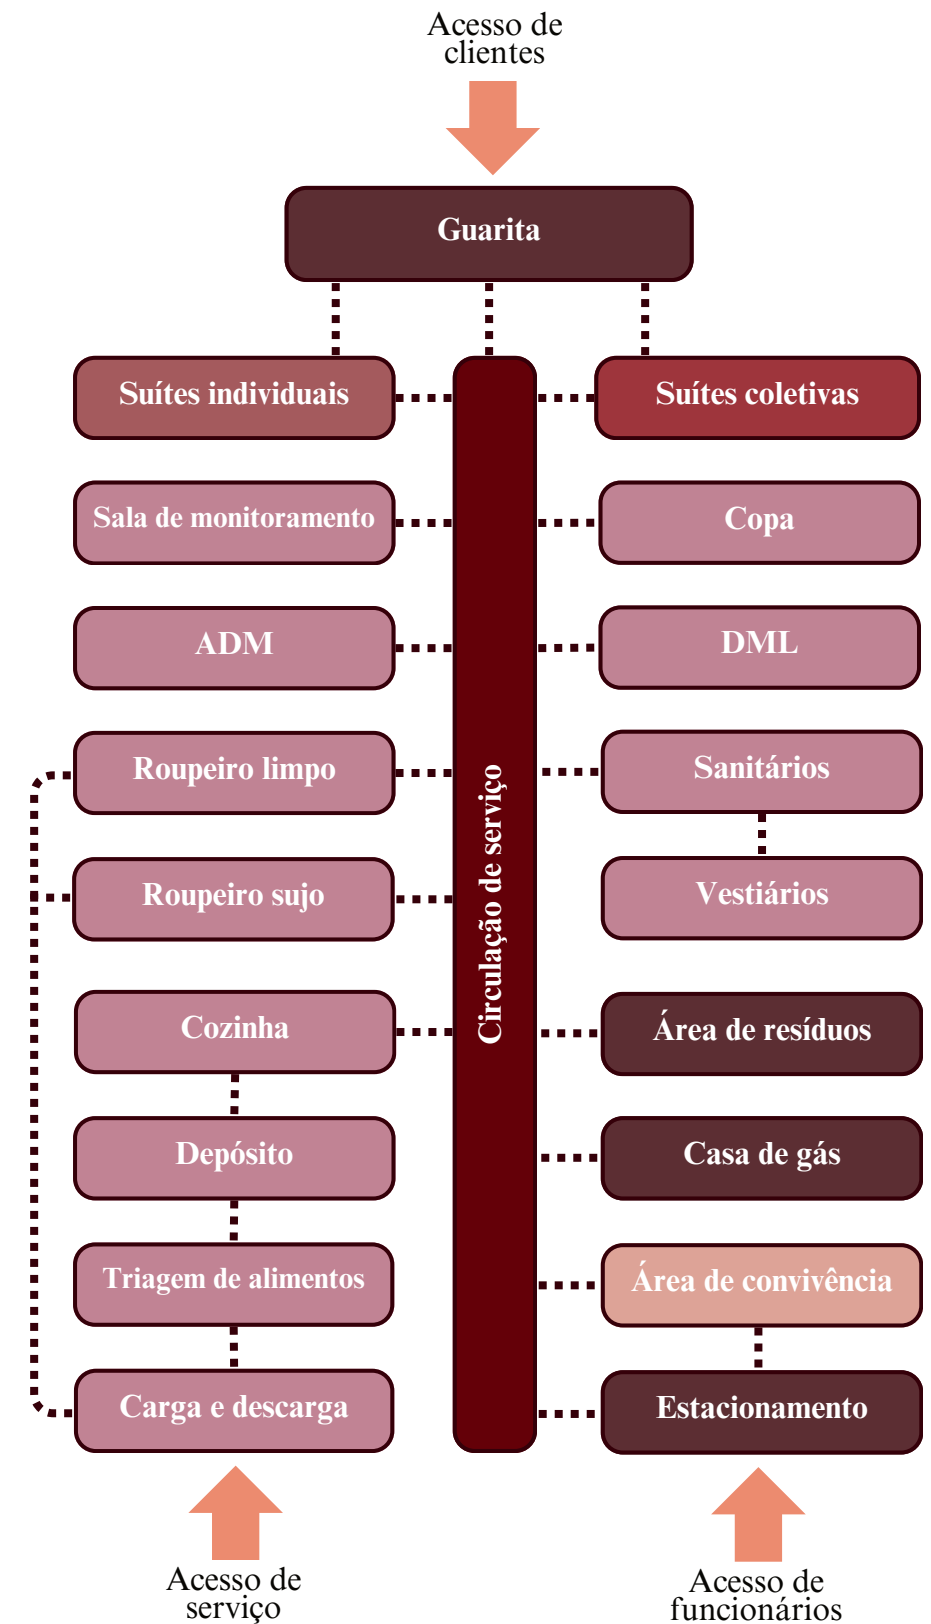 Acesso de
clientes
Guarita
Suítes individuais
Suítes coletivas
Sala de monitoramento
Copa
ADM
DML
Roupeiro limpo
Sanitários
Circulação de serviço
Roupeiro sujo
Vestiários
Cozinha
Área de resíduos
Depósito
Casa de gás
Triagem de alimentos
Área de convivência
Carga e descarga
Estacionamento
Acesso de
serviço
Acesso de
funcionários